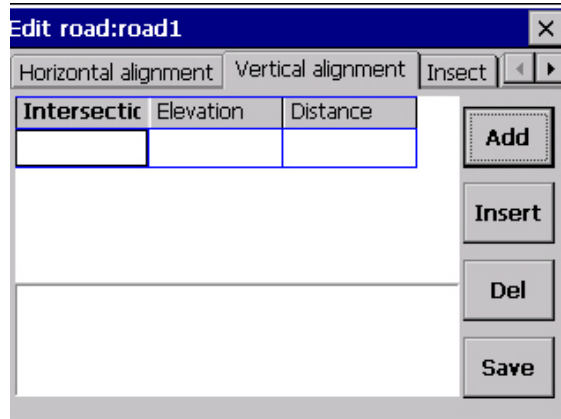 Edit road:road1
Horizontal alignment Vertical alignment Insect
Intersectic Elevation Distance
Add
Insert
Del
Save